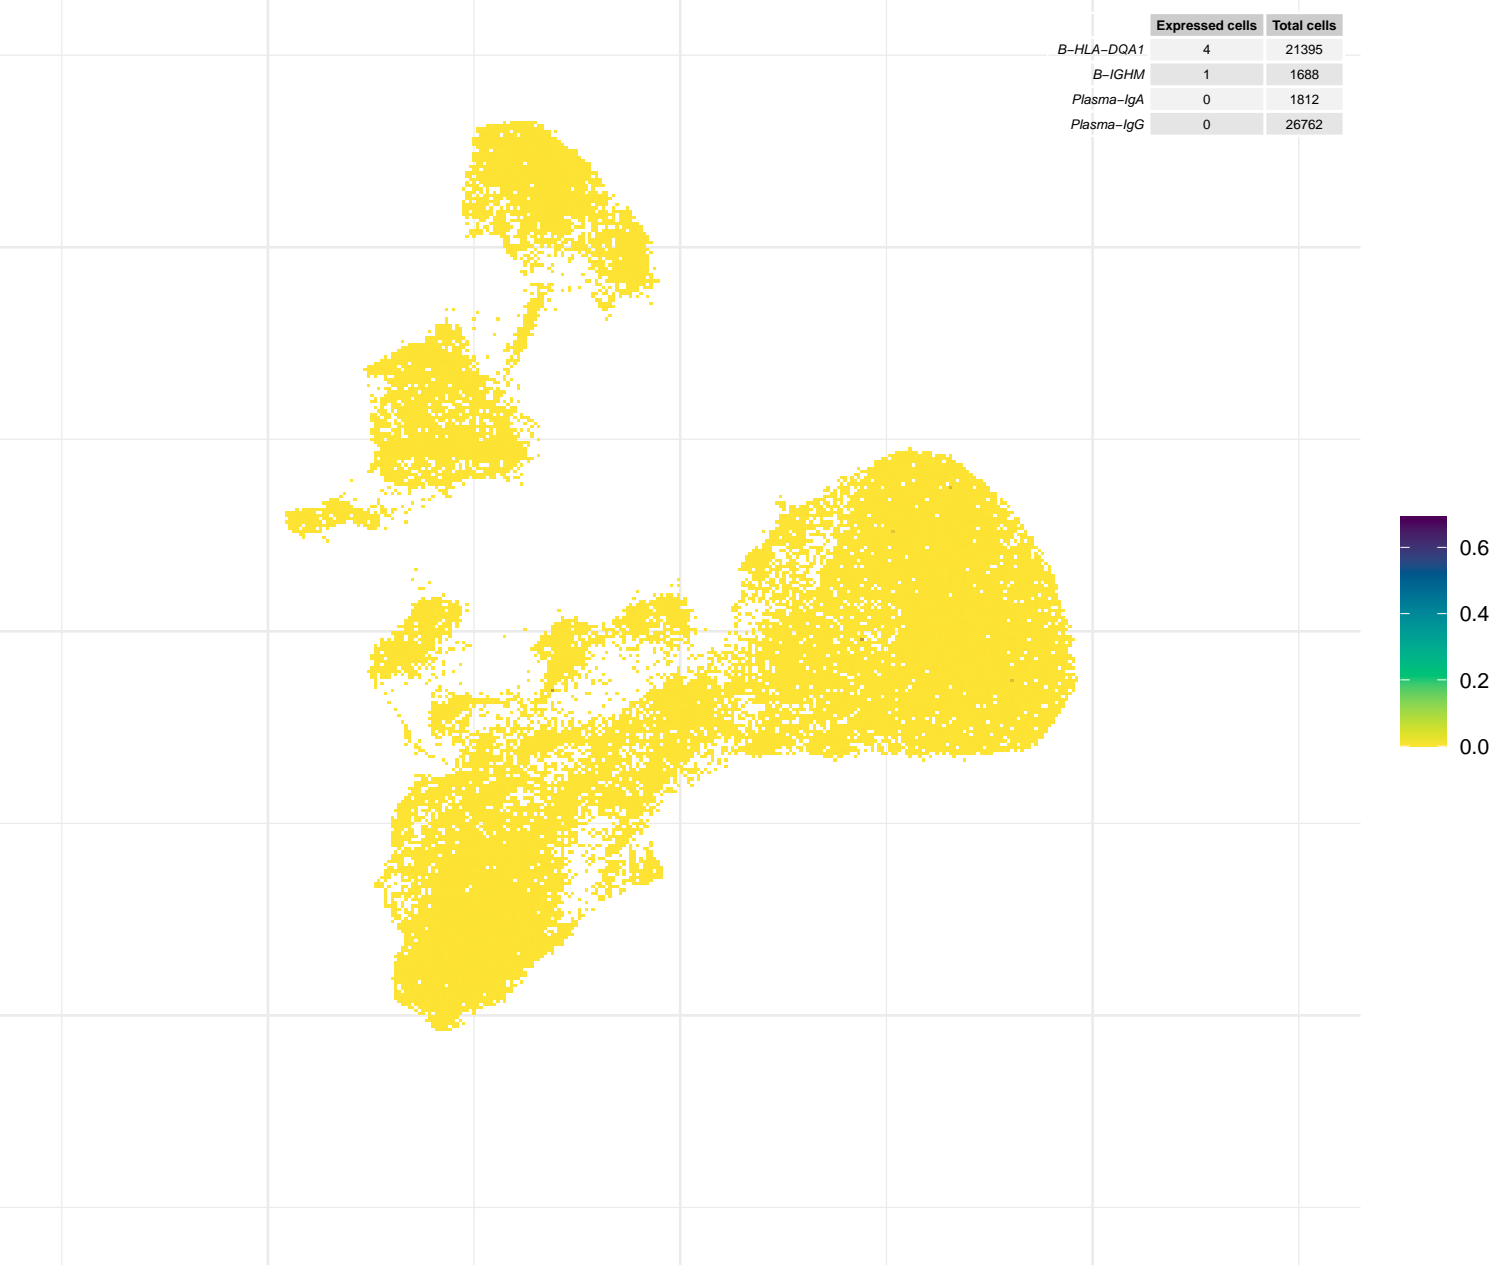 Expressed cells Total cells
B−HLA−DQA1 4 21395
B−IGHM 1 1688
Plasma−IgA 0 1812
Plasma−IgG 0 26762
0.6
0.4
0.2
0.0